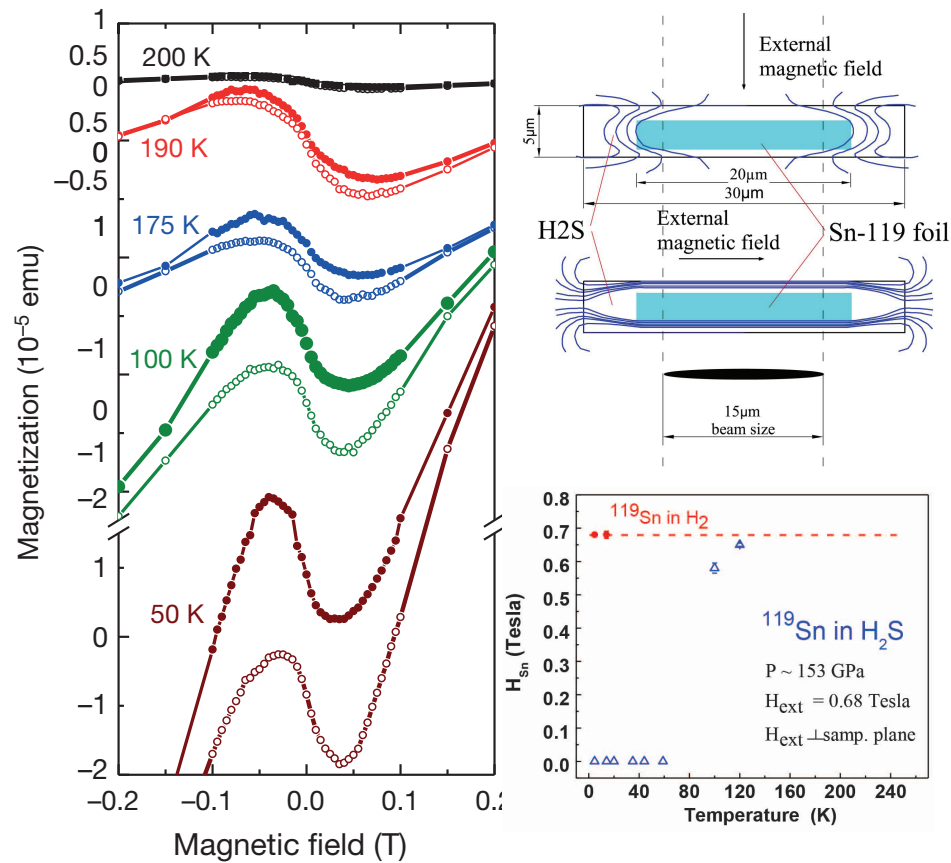 Magnetization (10⁻⁵ emu)
1
0.5
0
0.5
0
−0.5
1
0
−1
0
−1
−2
1
0
−1
−2
200 K
190 K
175 K
100 K
50 K
−0.2
−0.1
0.0
0.1
0.2
Magnetic field (T)
External
magnetic field
5µm
20µm
30µm
H2S
External
magnetic field
Sn-119 foil
15µm
beam size
H_Sn (Tesla)
0.8
0.7
0.6
0.5
0.4
0.3
0.2
0.1
0.0
¹¹⁹Sn in H₂
¹¹⁹Sn in H₂S
P ~ 153 GPa
H_ext = 0.68 Tesla
H_ext ⊥ samp. plane
0 40 80 120 160 200 240
Temperature (K)